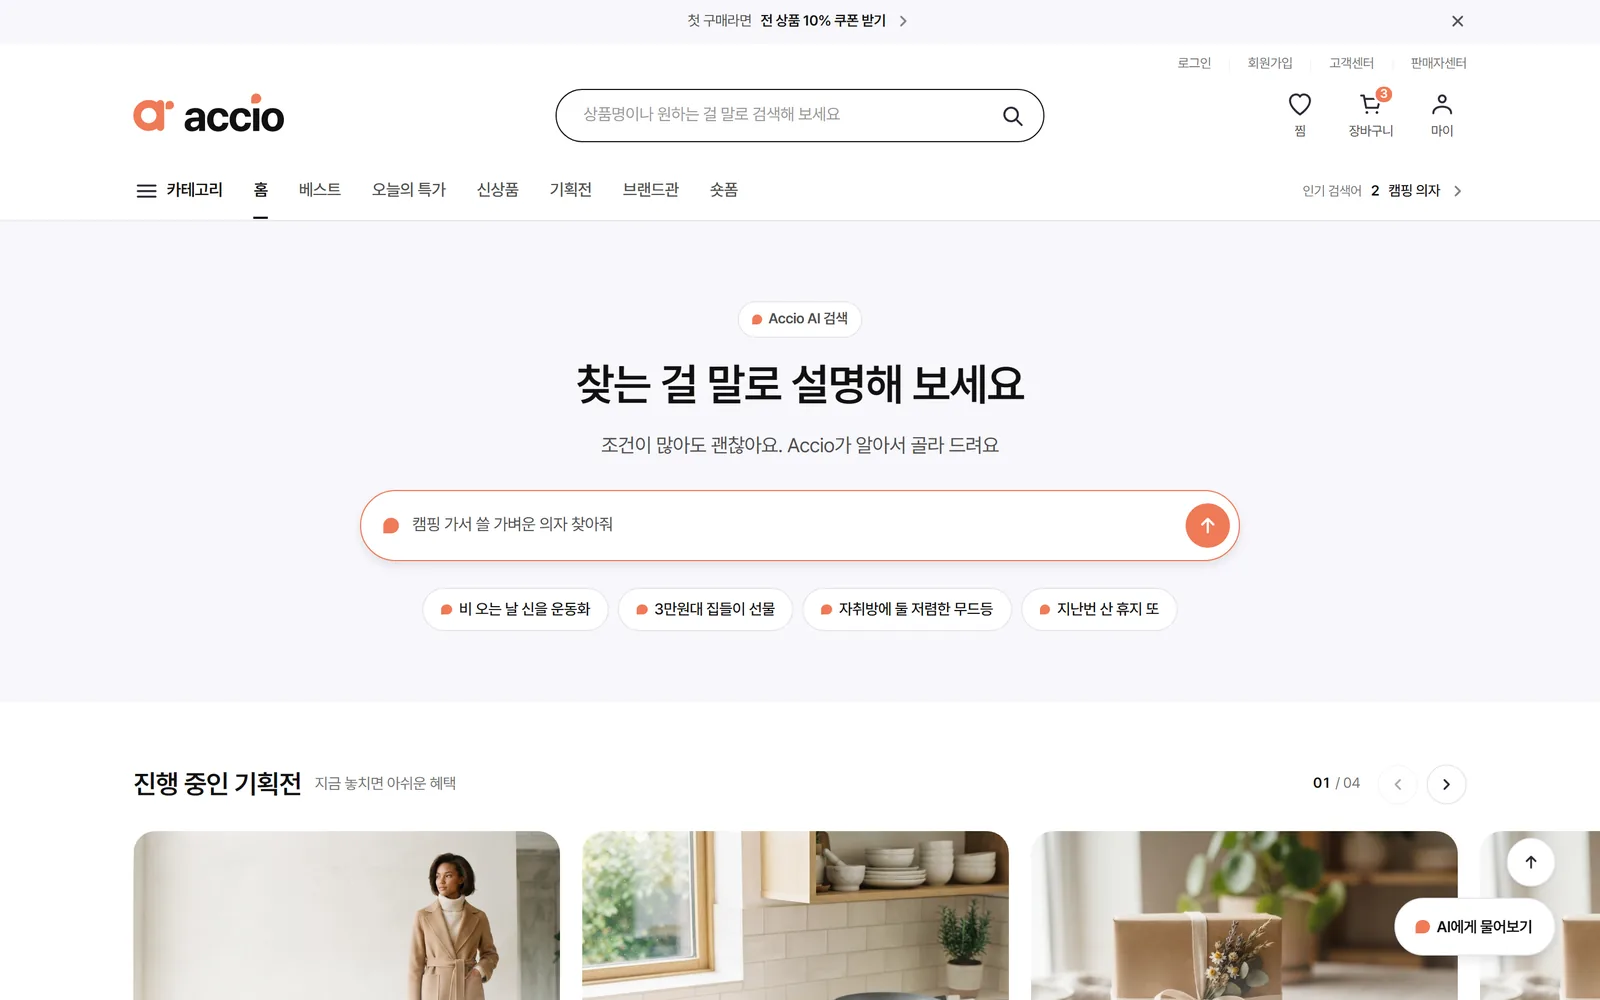 첫 구매라면 전 상품 10% 쿠폰 받기
로그인 회원가입 고객센터 판매자센터
accio
상품명이나 원하는 걸 말로 검색해 보세요
3
찜 장바구니 마이
카테고리 홈 베스트 오늘의 특가 신상품 기획전 브랜드관 숏폼
인기 검색어 2 캠핑 의자
Accio AI 검색
찾는 걸 말로 설명해 보세요
조건이 많아도 괜찮아요. Accio가 알아서 골라 드려요
캠핑 가서 쓸 가벼운 의자 찾아줘
비 오는 날 신을 운동화
3만원대 집들이 선물
자취방에 둘 저렴한 무드등
지난번 산 휴지 또
진행 중인 기획전 지금 놓치면 아쉬운 혜택
01 / 04
AI에게 물어보기